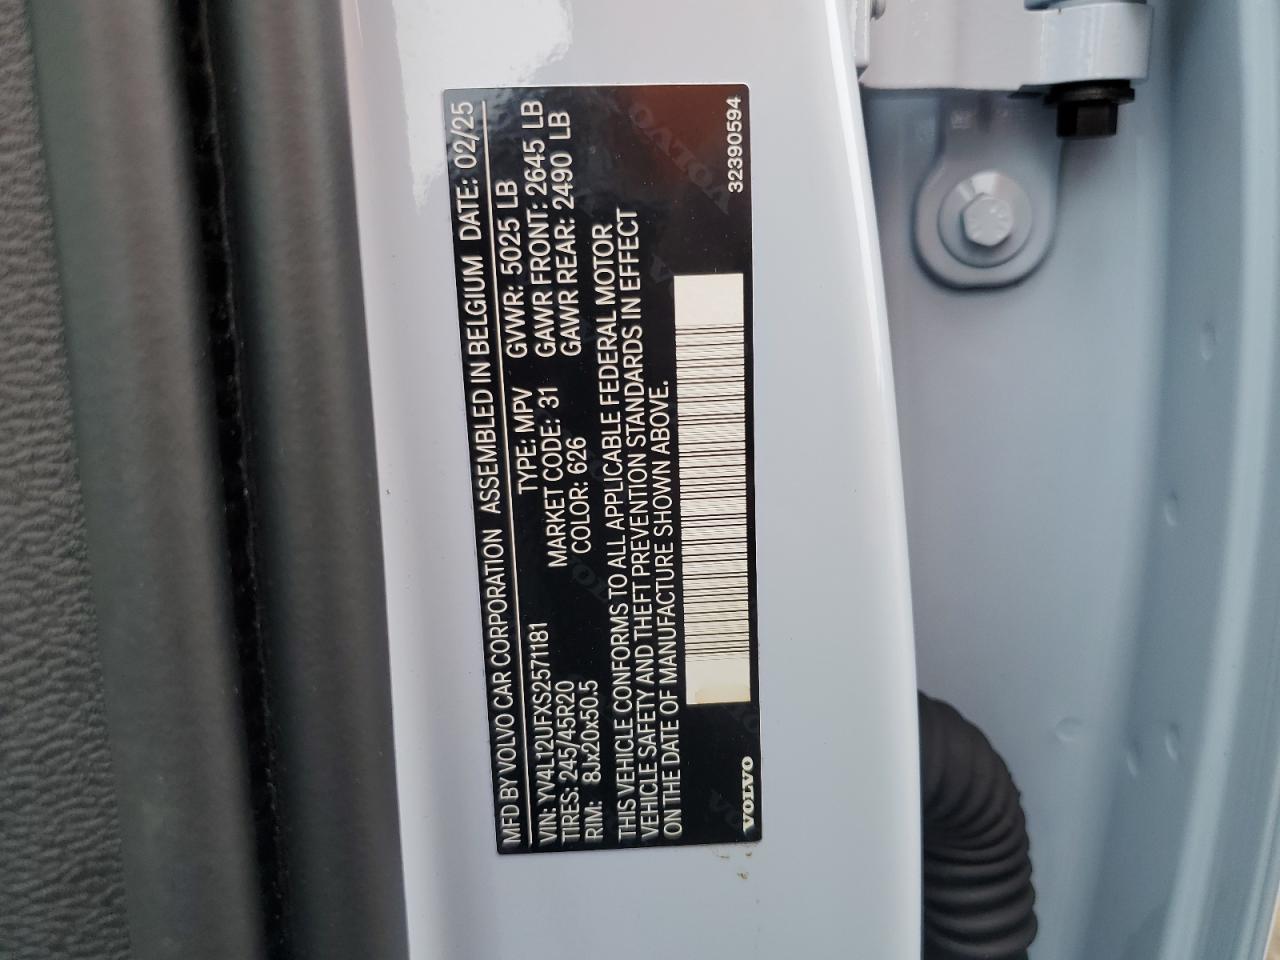 MFD BY VOLVO CAR CORPORATION ASSEMBLED IN BELGIUM DATE: 02/25
VIN: YV4L12UFXS2571181 TYPE: MPV GVWR: 5025 LB
TIRES: 245/45R20 MARKET CODE: 31 GAWR FRONT: 2645 LB
RIM: 8Jx20x50.5 COLOR: 626 GAWR REAR: 2490 LB
THIS VEHICLE CONFORMS TO ALL APPLICABLE FEDERAL MOTOR
VEHICLE SAFETY AND THEFT PREVENTION STANDARDS IN EFFECT
ON THE DATE OF MANUFACTURE SHOWN ABOVE.
VOLVO 32390594